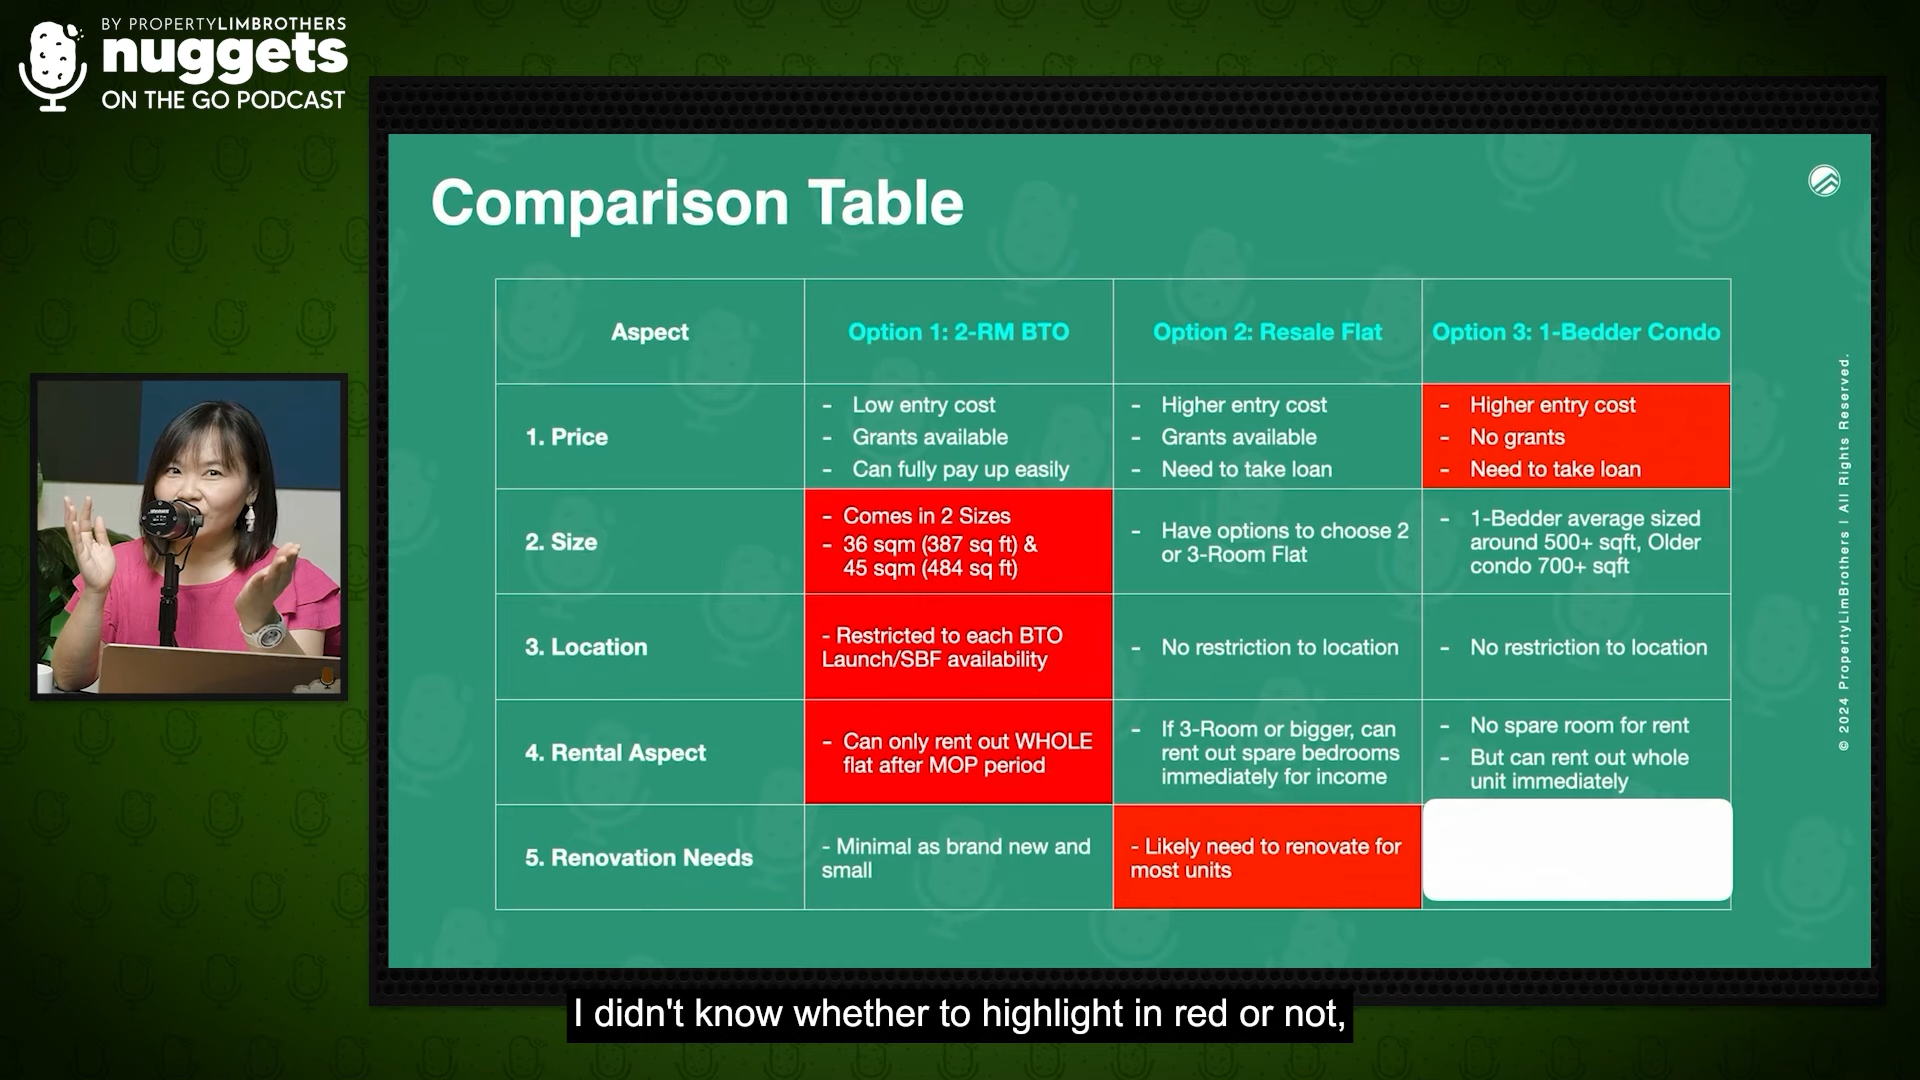 BY PROPERTYLIMBROTHERS
nuggets
ON THE GO PODCAST
Comparison Table
Aspect
Option 1: 2-RM BTO
Option 2: Resale Flat
Option 3: 1-Bedder Condo
1. Price
- Low entry cost
- Grants available
- Can fully pay up easily
- Higher entry cost
- Grants available
- Need to take loan
- Higher entry cost
- No grants
- Need to take loan
2. Size
- Comes in 2 Sizes
- 36 sqm (387 sq ft) &
45 sqm (484 sq ft)
- Have options to choose 2
or 3-Room Flat
- 1-Bedder average sized
around 500+ sqft, Older
condo 700+ sqft
3. Location
- Restricted to each BTO
Launch/SBF availability
- No restriction to location
- No restriction to location
4. Rental Aspect
- Can only rent out WHOLE
flat after MOP period
- If 3-Room or bigger, can
rent out spare bedrooms
immediately for income
- No spare room for rent
- But can rent out whole
unit immediately
5. Renovation Needs
- Minimal as brand new and
small
- Likely need to renovate for
most units
© 2024 PropertyLimBrothers | All Rights Reserved.
I didn't know whether to highlight in red or not,